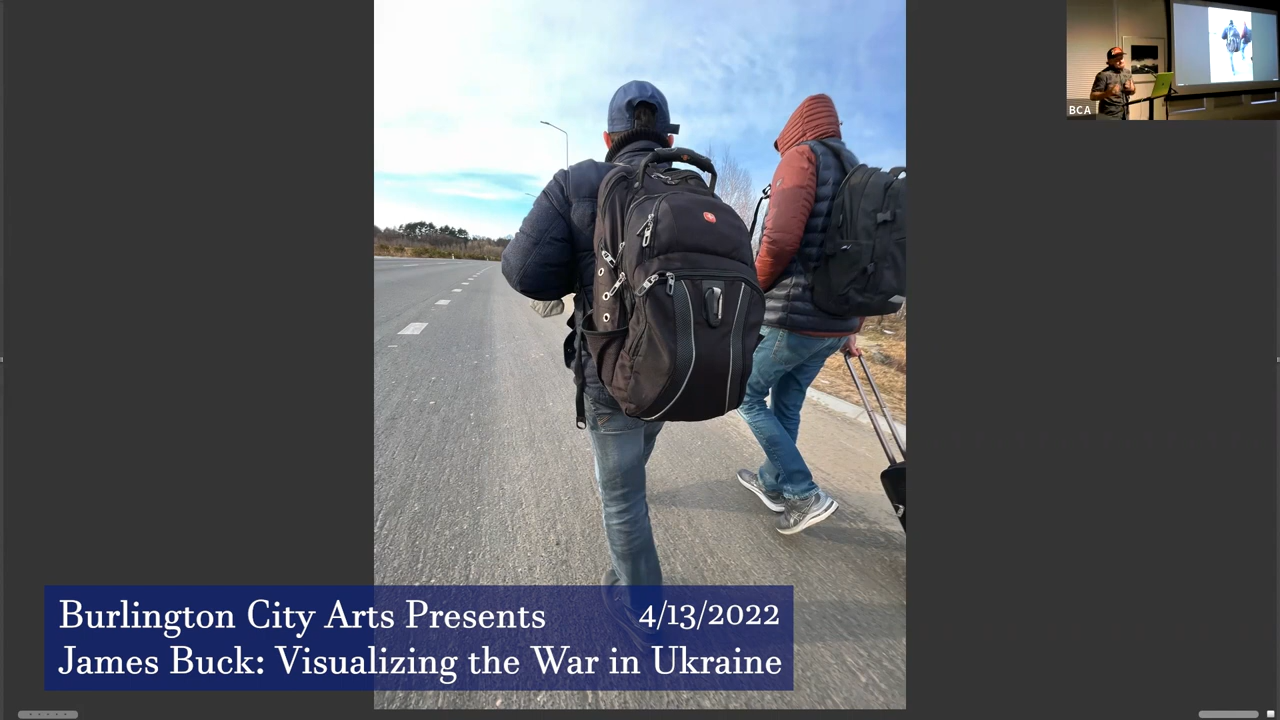 BCA
Burlington City Arts Presents 4/13/2022
James Buck: Visualizing the War in Ukraine